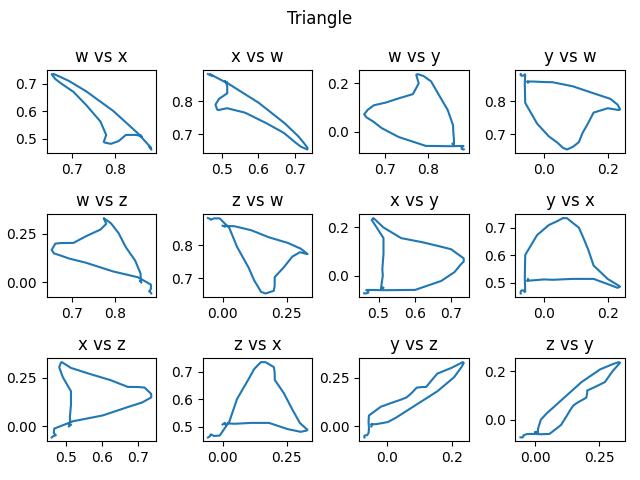 Triangle
w vs x
x vs w
w vs y
y vs w
0.7
0.6
0.5
0.7 0.8
0.8
0.7
0.5 0.6 0.7
0.2
0.0
0.7 0.8
0.8
0.7
0.0 0.2
w vs z
z vs w
x vs y
y vs x
0.25
0.00
0.7 0.8
0.8
0.7
0.00 0.25
0.2
0.0
0.5 0.6 0.7
0.7
0.6
0.5
0.0 0.2
x vs z
z vs x
y vs z
z vs y
0.25
0.00
0.5 0.6 0.7
0.7
0.6
0.5
0.00 0.25
0.25
0.00
0.0 0.2
0.2
0.0
0.00 0.25